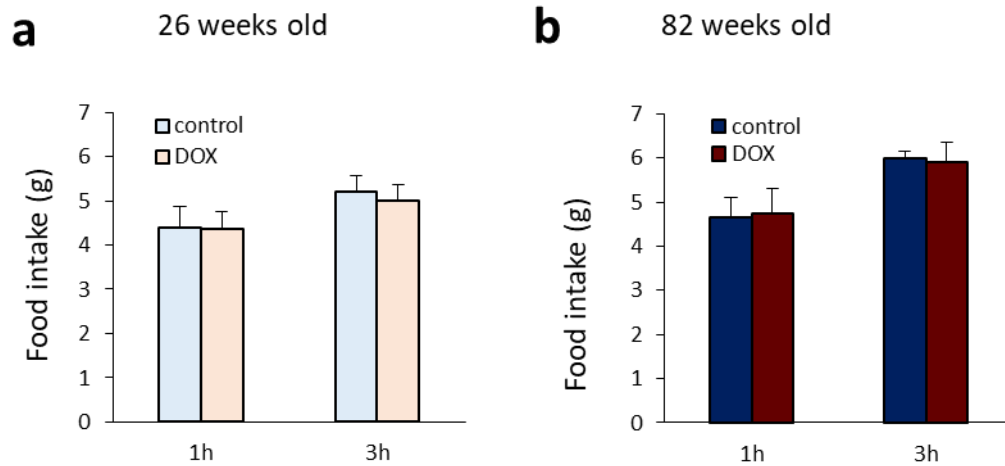 a
26 weeks old
Food intake (g)
7
6
5
4
3
2
1
0
control
DOX
1h
3h
b
82 weeks old
Food intake (g)
7
6
5
4
3
2
1
0
control
DOX
1h
3h